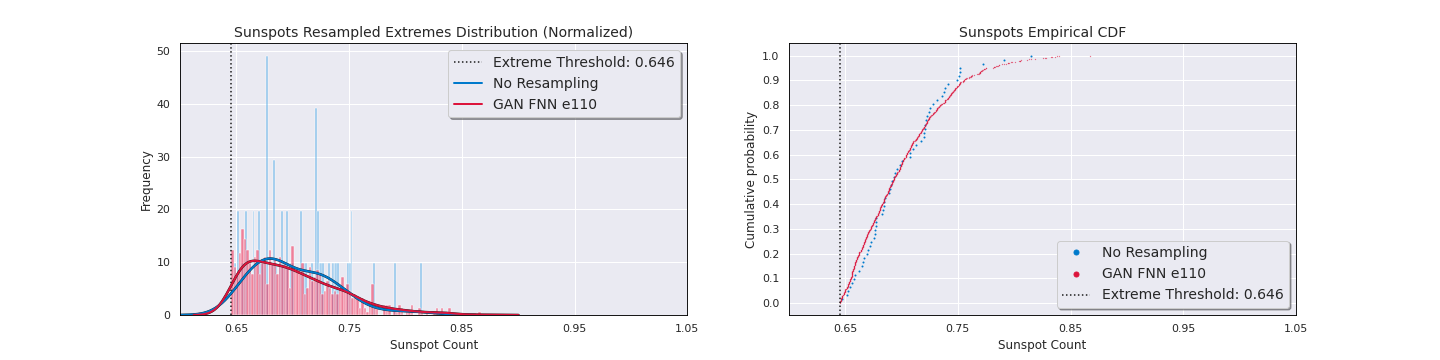 Sunspots Resampled Extremes Distribution (Normalized)
Frequency
50
40
30
20
10
0
Extreme Threshold: 0.646
No Resampling
GAN FNN e110
0.65 0.75 0.85 0.95 1.05
Sunspot Count
Sunspots Empirical CDF
Cumulative probability
1.0
0.9
0.8
0.7
0.6
0.5
0.4
0.3
0.2
0.1
0.0
No Resampling
GAN FNN e110
Extreme Threshold: 0.646
0.65 0.75 0.85 0.95 1.05
Sunspot Count